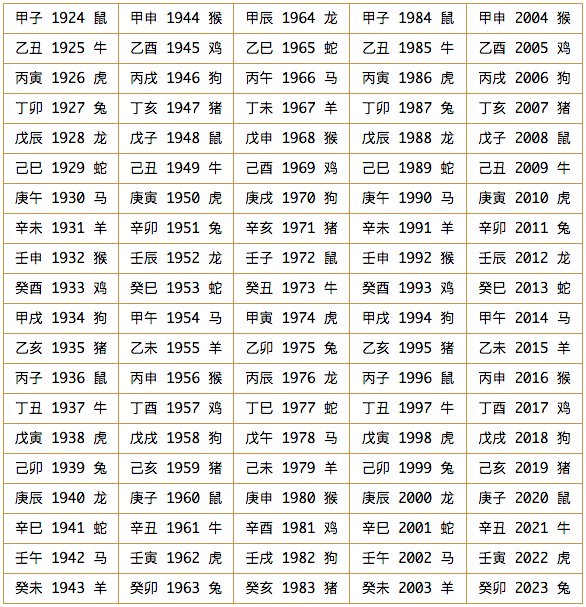 甲子 1924 鼠 甲申 1944 猴 甲辰 1964 龙 甲子 1984 鼠 甲申 2004 猴
乙丑 1925 牛 乙酉 1945 鸡 乙巳 1965 蛇 乙丑 1985 牛 乙酉 2005 鸡
丙寅 1926 虎 丙戌 1946 狗 丙午 1966 马 丙寅 1986 虎 丙戌 2006 狗
丁卯 1927 兔 丁亥 1947 猪 丁未 1967 羊 丁卯 1987 兔 丁亥 2007 猪
戊辰 1928 龙 戊子 1948 鼠 戊申 1968 猴 戊辰 1988 龙 戊子 2008 鼠
己巳 1929 蛇 己丑 1949 牛 己酉 1969 鸡 己巳 1989 蛇 己丑 2009 牛
庚午 1930 马 庚寅 1950 虎 庚戌 1970 狗 庚午 1990 马 庚寅 2010 虎
辛未 1931 羊 辛卯 1951 兔 辛亥 1971 猪 辛未 1991 羊 辛卯 2011 兔
壬申 1932 猴 壬辰 1952 龙 壬子 1972 鼠 壬申 1992 猴 壬辰 2012 龙
癸酉 1933 鸡 癸巳 1953 蛇 癸丑 1973 牛 癸酉 1993 鸡 癸巳 2013 蛇
甲戌 1934 狗 甲午 1954 马 甲寅 1974 虎 甲戌 1994 狗 甲午 2014 马
乙亥 1935 猪 乙未 1955 羊 乙卯 1975 兔 乙亥 1995 猪 乙未 2015 羊
丙子 1936 鼠 丙申 1956 猴 丙辰 1976 龙 丙子 1996 鼠 丙申 2016 猴
丁丑 1937 牛 丁酉 1957 鸡 丁巳 1977 蛇 丁丑 1997 牛 丁酉 2017 鸡
戊寅 1938 虎 戊戌 1958 狗 戊午 1978 马 戊寅 1998 虎 戊戌 2018 狗
己卯 1939 兔 己亥 1959 猪 己未 1979 羊 己卯 1999 兔 己亥 2019 猪
庚辰 1940 龙 庚子 1960 鼠 庚申 1980 猴 庚辰 2000 龙 庚子 2020 鼠
辛巳 1941 蛇 辛丑 1961 牛 辛酉 1981 鸡 辛巳 2001 蛇 辛丑 2021 牛
壬午 1942 马 壬寅 1962 虎 壬戌 1982 狗 壬午 2002 马 壬寅 2022 虎
癸未 1943 羊 癸卯 1963 兔 癸亥 1983 猪 癸未 2003 羊 癸卯 2023 兔